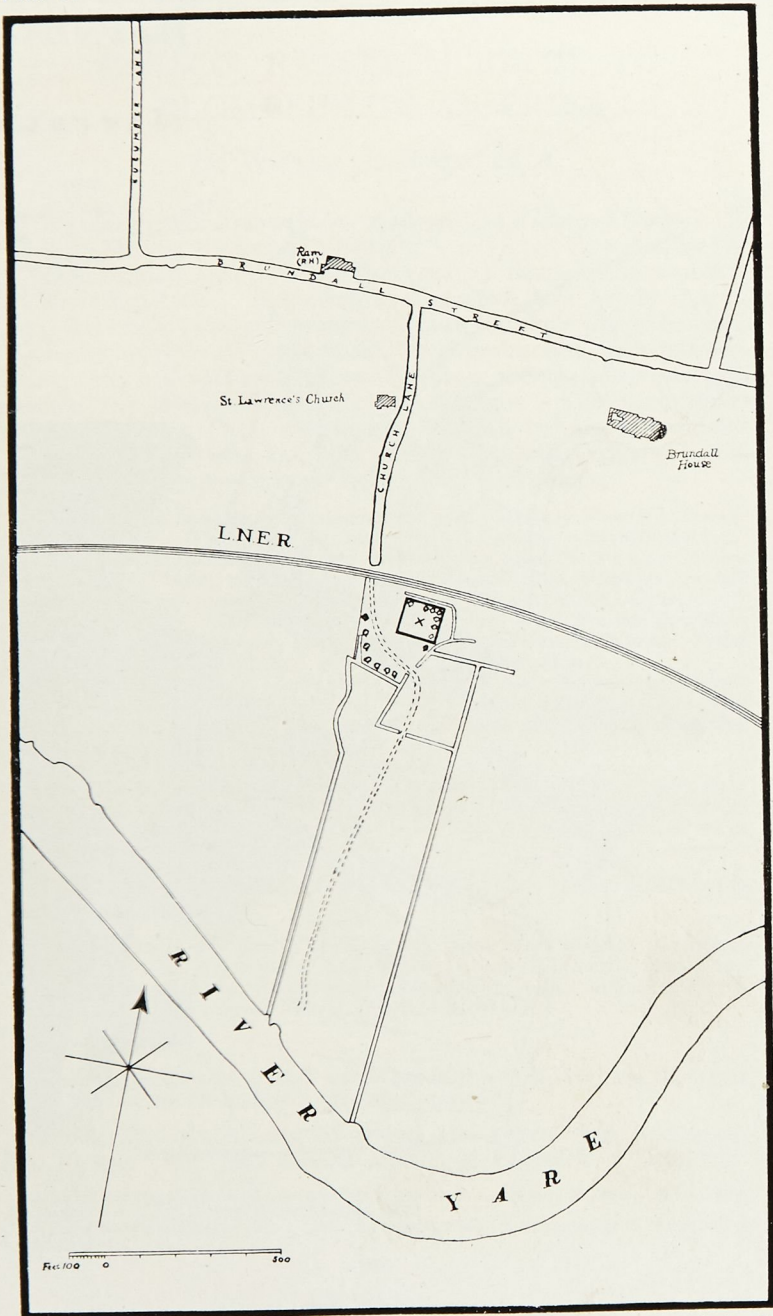 CUCUMBER LANE
Ram
(P.H)
BRUNDALL STREET
St. Lawrence's Church
CHURCH LANE
Brundall
House
L.N.E.R.
X
RIVER YARE
Feet 100 0 500